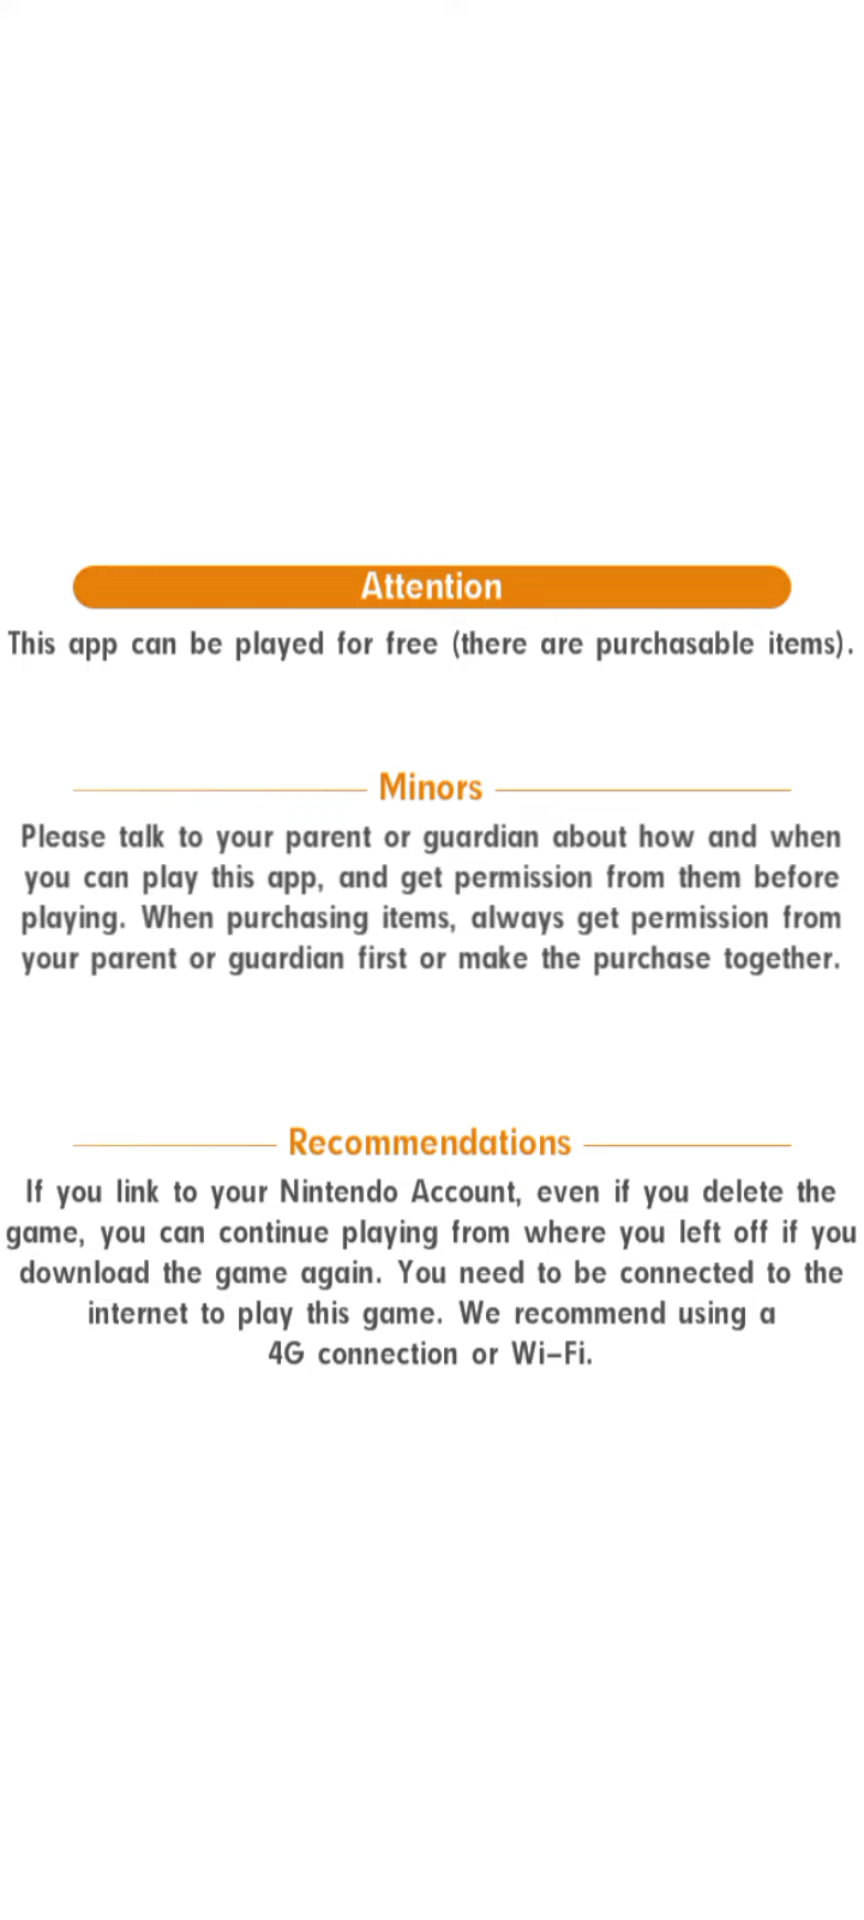 Attention
This app can be played for free (there are purchasable items).
Minors
Please talk to your parent or guardian about how and when
you can play this app, and get permission from them before
playing. When purchasing items, always get permission from
your parent or guardian first or make the purchase together.
Recommendations
If you link to your Nintendo Account, even if you delete the
game, you can continue playing from where you left off if you
download the game again. You need to be connected to the
internet to play this game. We recommend using a
4G connection or Wi-Fi.